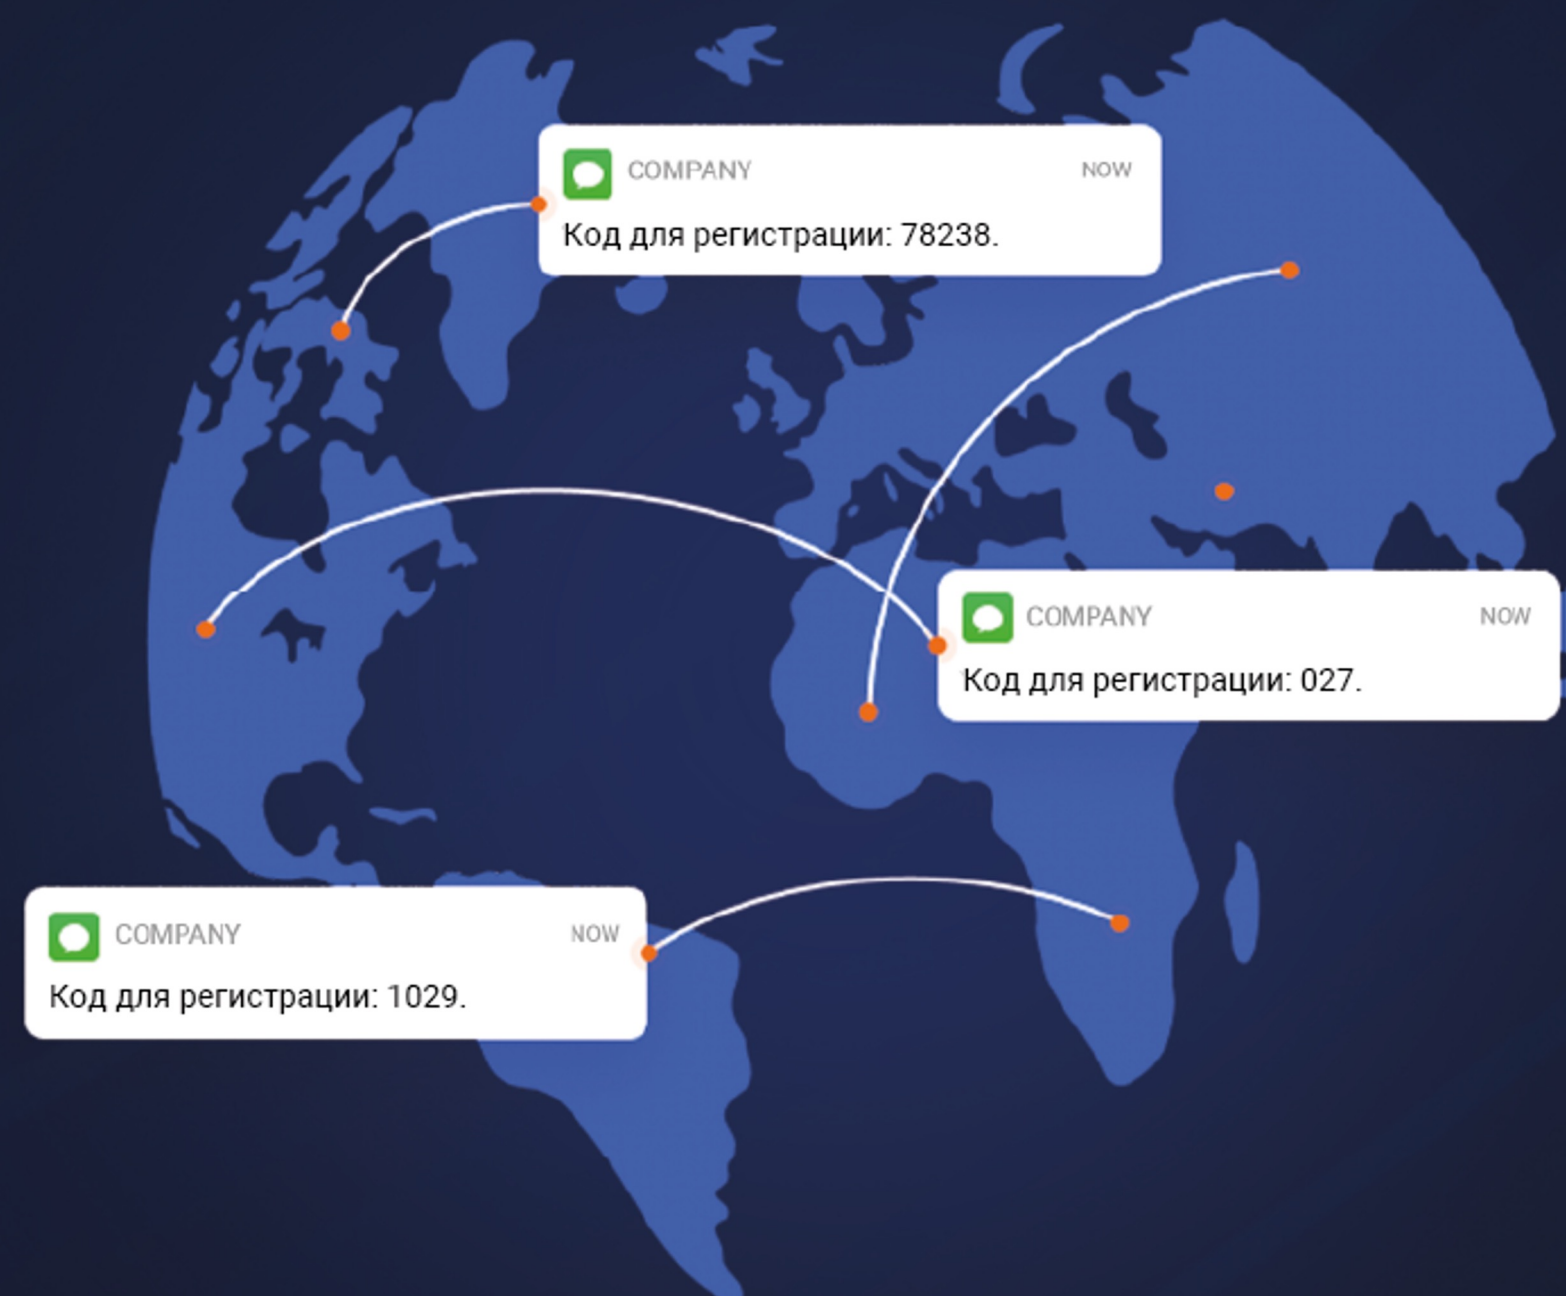 COMPANY NOW
Код для регистрации: 78238.
COMPANY NOW
Код для регистрации: 027.
COMPANY NOW
Код для регистрации: 1029.